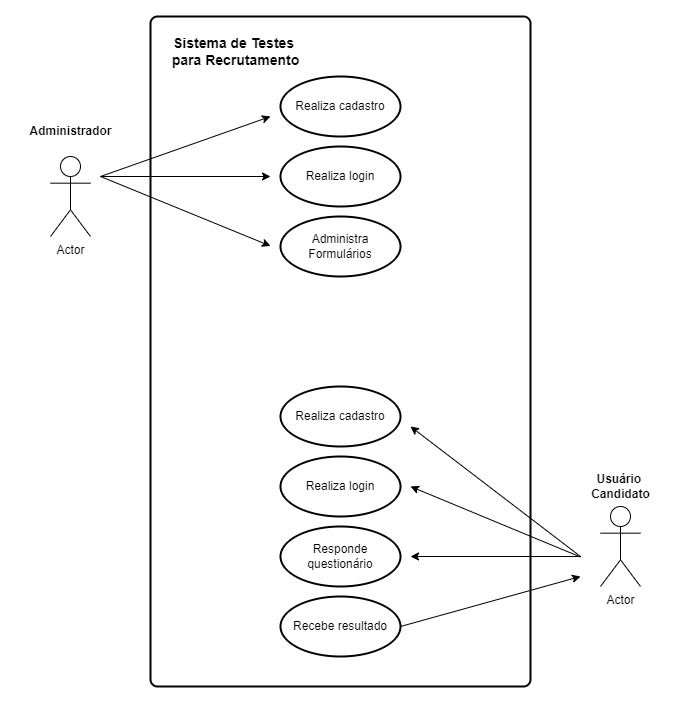 Sistema de Testes
para Recrutamento
Realiza cadastro
Administrador
Realiza login
Administra
Formulários
Actor
Realiza cadastro
Realiza login
Usuário
Candidato
Responde
questionário
Actor
Recebe resultado